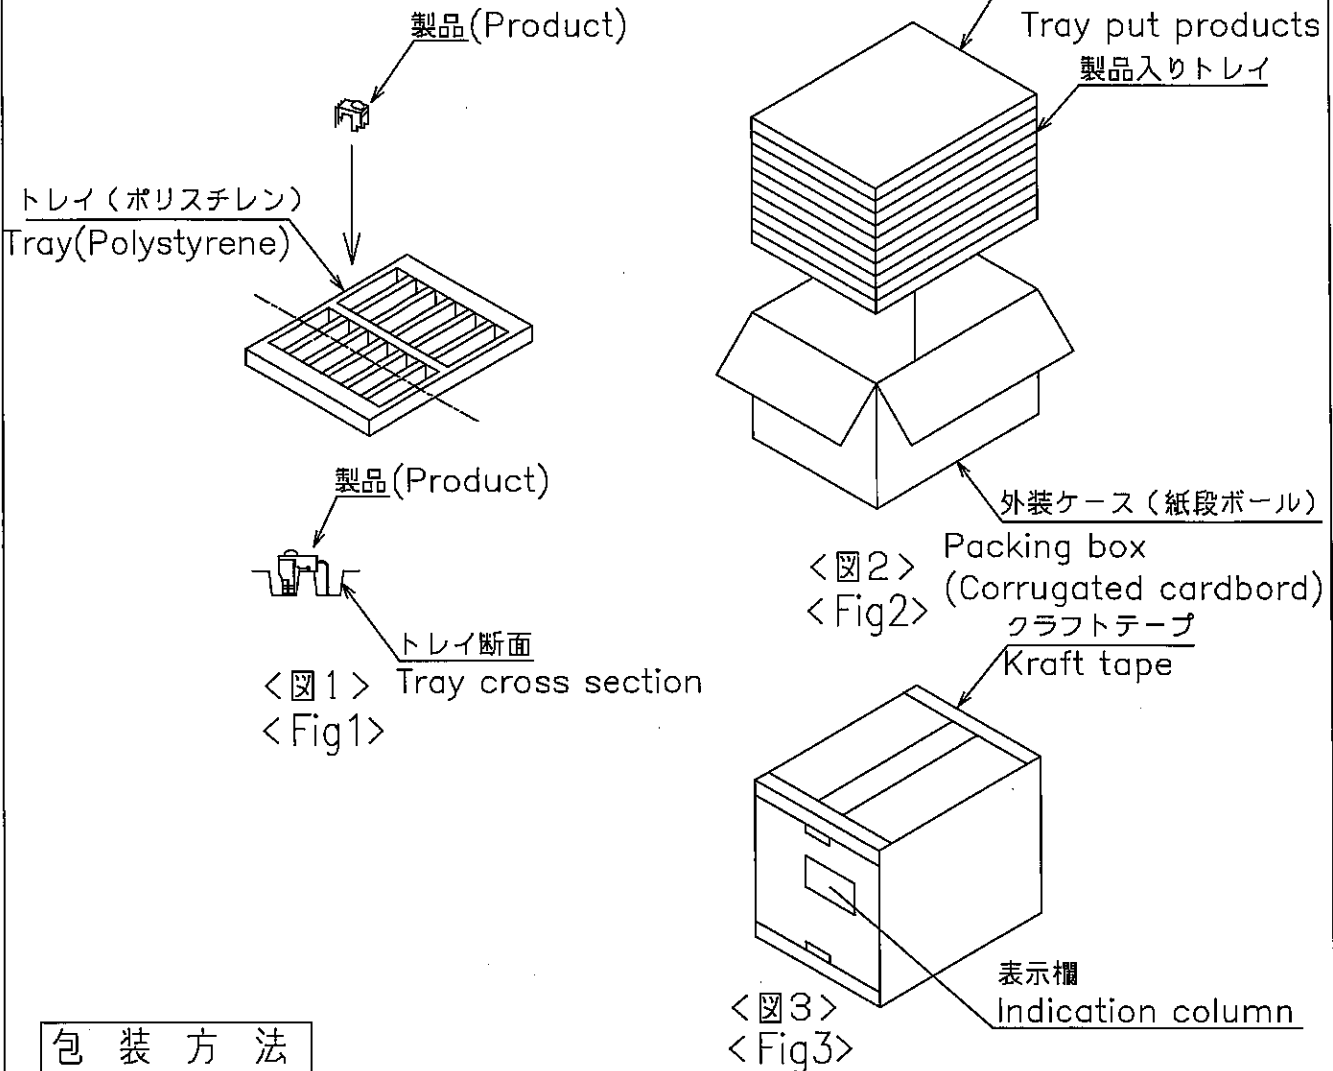 製品(Product)
トレイ(ポリスチレン)
Tray(Polystyrene)
製品(Product)
トレイ断面
Tray cross section
<図1>
<Fig1>
Tray put products
製品入りトレイ
外装ケース(紙段ボール)
Packing box
(Corrugated cardbord)
<図2>
<Fig2>
クラフトテープ
Kraft tape
表示欄
Indication column
<図3>
<Fig3>
包装方法